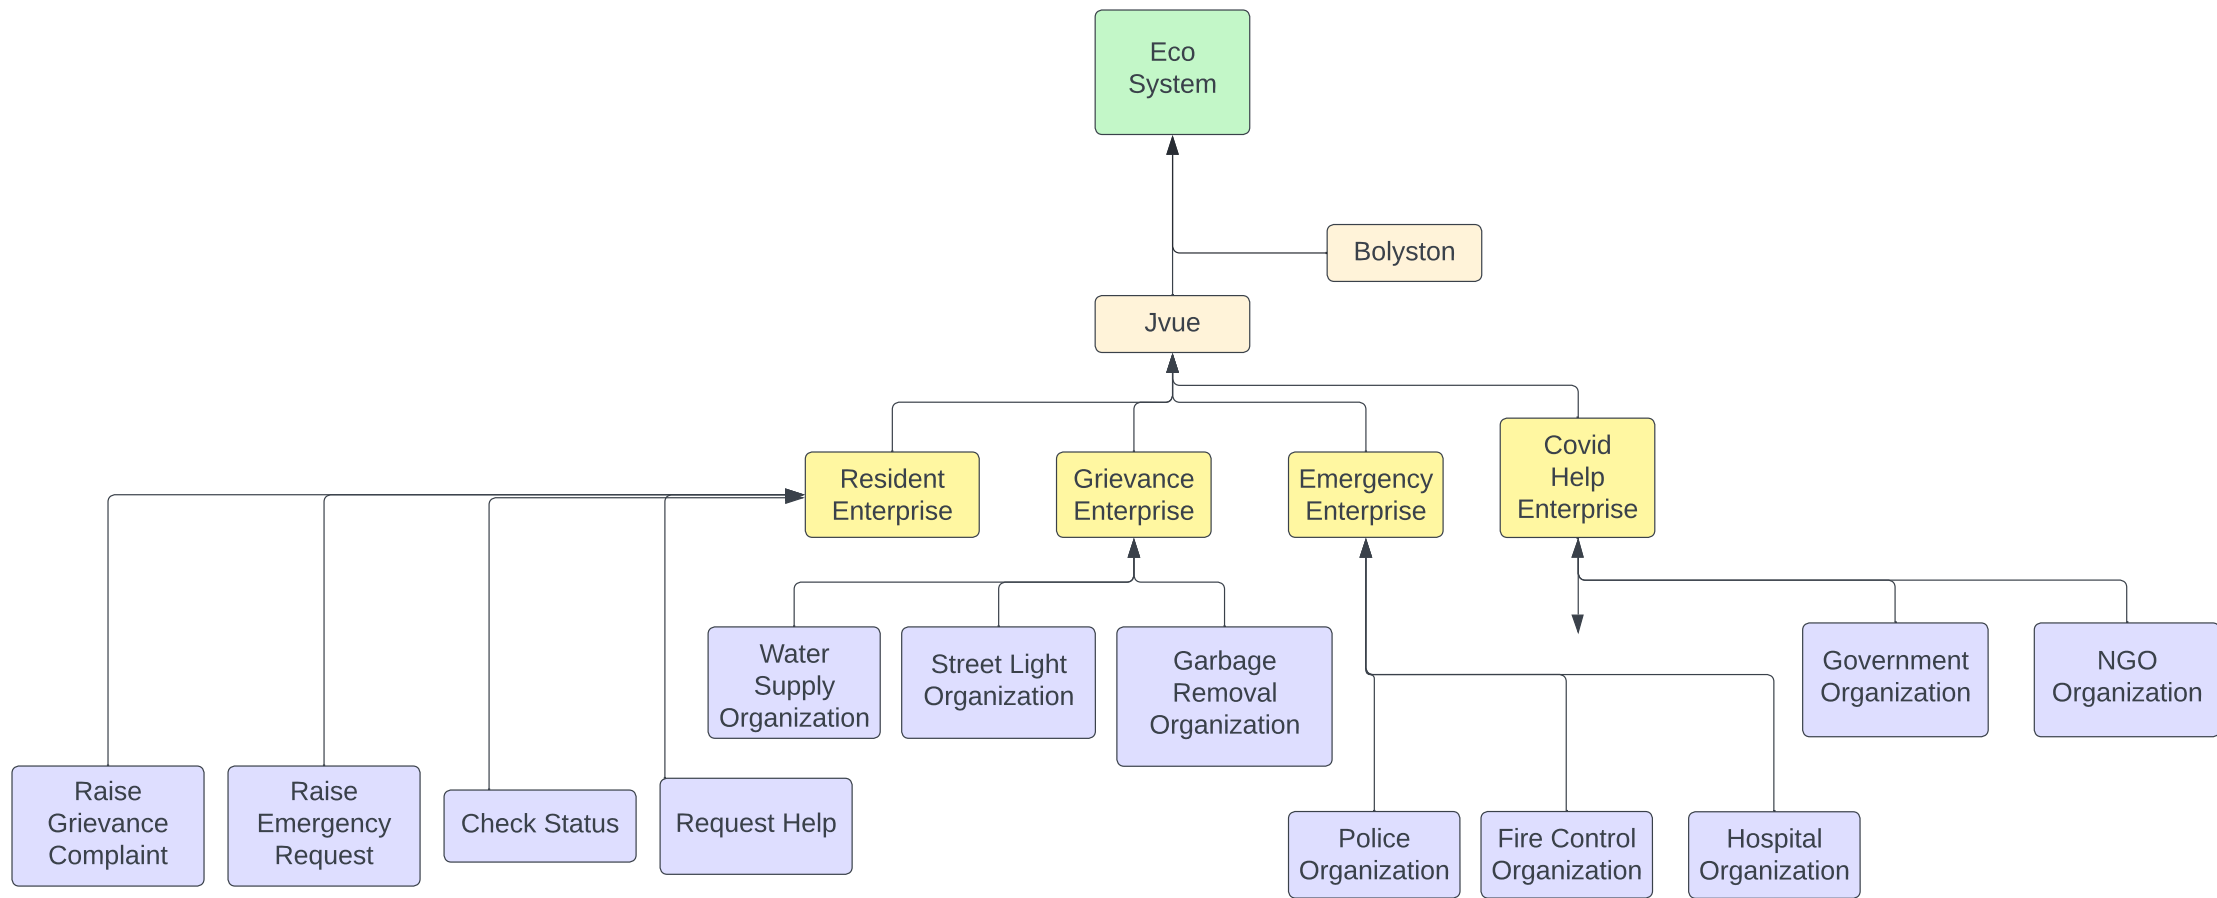 Eco
System
Bolyston
Jvue
Resident
Enterprise
Grievance
Enterprise
Emergency
Enterprise
Covid
Help
Enterprise
Water
Supply
Organization
Street Light
Organization
Garbage
Removal
Organization
Government
Organization
NGO
Organization
Raise
Grievance
Complaint
Raise
Emergency
Request
Check Status
Request Help
Police
Organization
Fire Control
Organization
Hospital
Organization